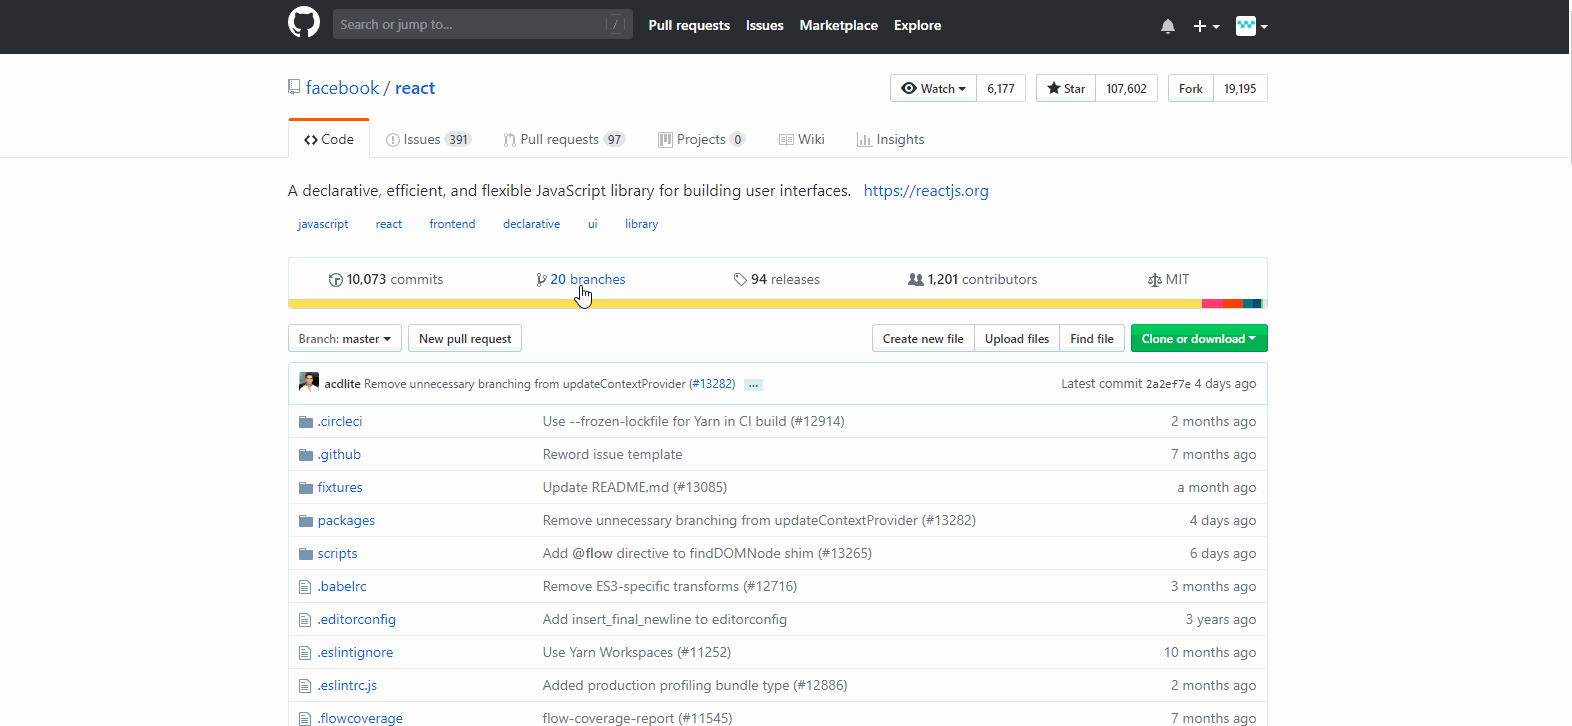 Search or jump to... / Pull requests Issues Marketplace Explore
facebook / react Watch 6,177 Star 107,602 Fork 19,195
Code Issues 391 Pull requests 97 Projects 0 Wiki Insights
A declarative, efficient, and flexible JavaScript library for building user interfaces. https://reactjs.org
javascript react frontend declarative ui library
10,073 commits 20 branches 94 releases 1,201 contributors MIT
Branch: master New pull request Create new file Upload files Find file Clone or download
acdlite Remove unnecessary branching from updateContextProvider (#13282) ... Latest commit 2a2ef7e 4 days ago
.circleci Use --frozen-lockfile for Yarn in CI build (#12914) 2 months ago
.github Reword issue template 7 months ago
fixtures Update README.md (#13085) a month ago
packages Remove unnecessary branching from updateContextProvider (#13282) 4 days ago
scripts Add @flow directive to findDOMNode shim (#13265) 6 days ago
.babelrc Remove ES3-specific transforms (#12716) 3 months ago
.editorconfig Add insert_final_newline to editorconfig 3 years ago
.eslintignore Use Yarn Workspaces (#11252) 10 months ago
.eslintrc.js Added production profiling bundle type (#12886) 2 months ago
.flowcoverage flow-coverage-report (#11545) 7 months ago